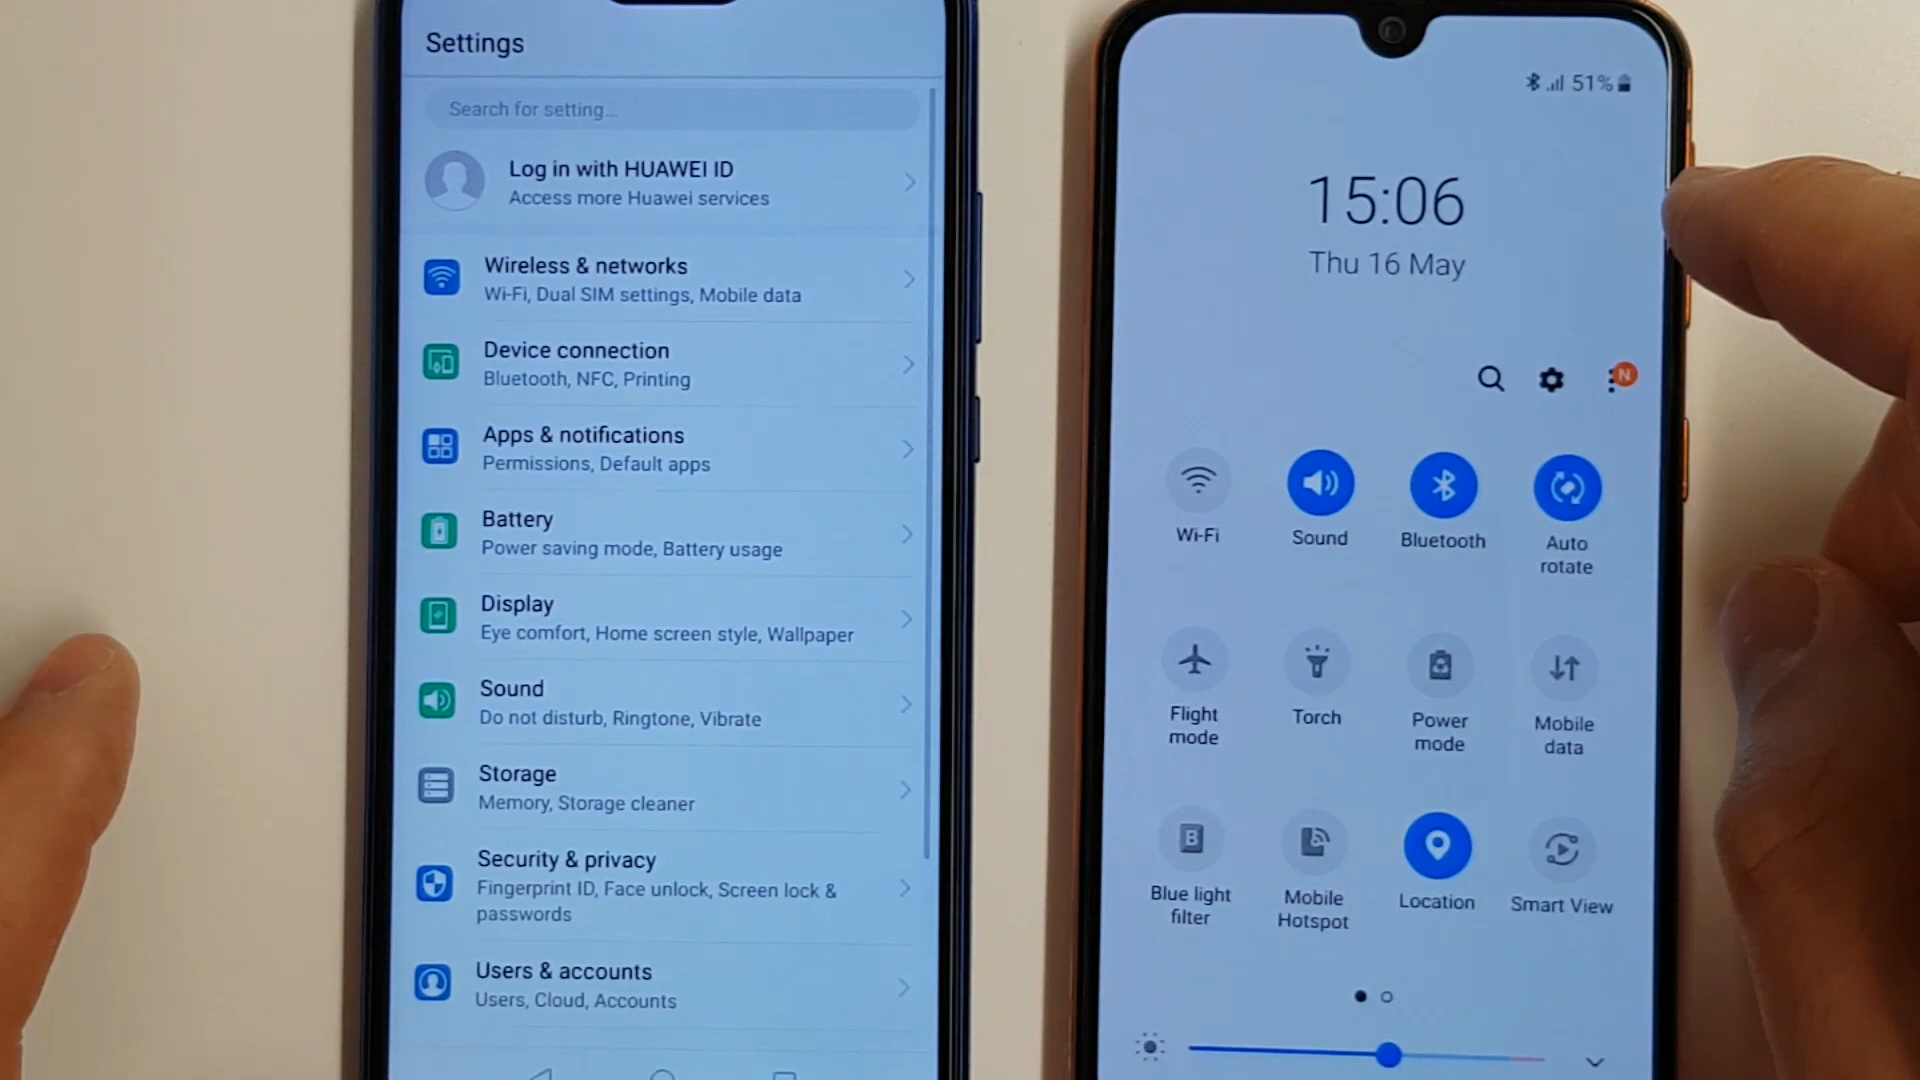 Settings
Search for setting...
Log in with HUAWEI ID
Access more Huawei services
Wireless & networks
Wi-Fi, Dual SIM settings, Mobile data
Device connection
Bluetooth, NFC, Printing
Apps & notifications
Permissions, Default apps
Battery
Power saving mode, Battery usage
Display
Eye comfort, Home screen style, Wallpaper
Sound
Do not disturb, Ringtone, Vibrate
Storage
Memory, Storage cleaner
Security & privacy
Fingerprint ID, Face unlock, Screen lock &
passwords
Users & accounts
Users, Cloud, Accounts
51%
15:06
Thu 16 May
N
Wi-Fi
Sound
Bluetooth
Auto
rotate
Flight
mode
Torch
Power
mode
Mobile
data
B
Blue light
filter
Mobile
Hotspot
Location
Smart View